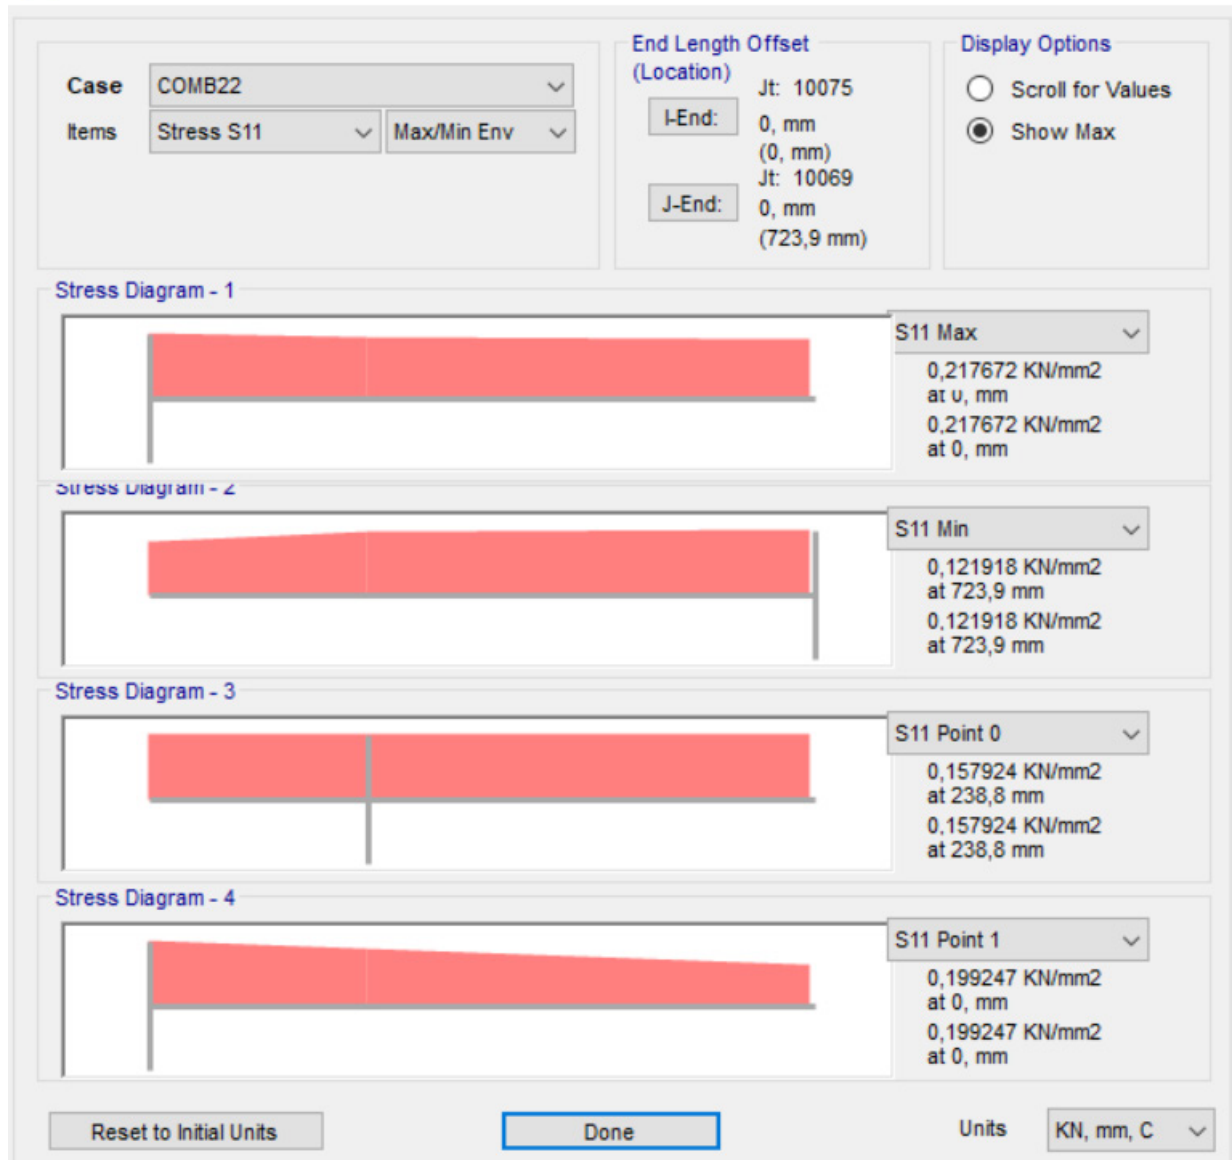 Case COMB22
Items Stress S11 Max/Min Env
End Length Offset
(Location)
I-End:
Jt: 10075
0, mm
(0, mm)
J-End:
Jt: 10069
0, mm
(723,9 mm)
Display Options
Scroll for Values
Show Max
Stress Diagram - 1
S11 Max
0,217672 KN/mm2
at 0, mm
0,217672 KN/mm2
at 0, mm
Stress Diagram - 2
S11 Min
0,121918 KN/mm2
at 723,9 mm
0,121918 KN/mm2
at 723,9 mm
Stress Diagram - 3
S11 Point 0
0,157924 KN/mm2
at 238,8 mm
0,157924 KN/mm2
at 238,8 mm
Stress Diagram - 4
S11 Point 1
0,199247 KN/mm2
at 0, mm
0,199247 KN/mm2
at 0, mm
Reset to Initial Units
Done
Units KN, mm, C